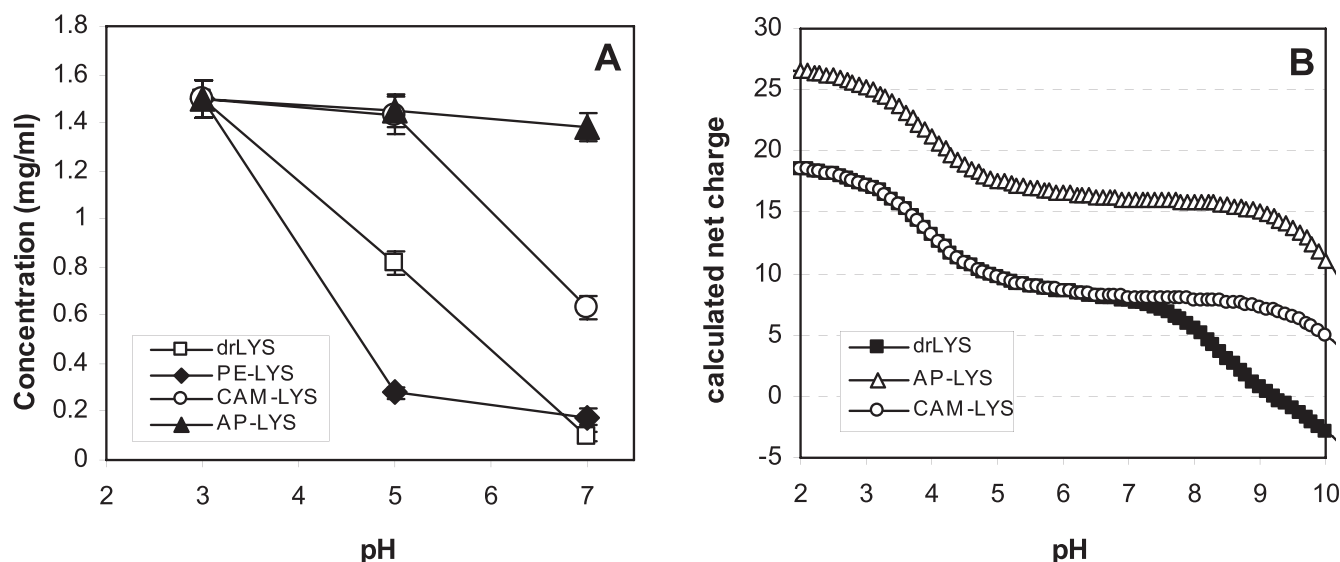 A
Concentration (mg/ml)
1.8
1.6
1.4
1.2
1
0.8
0.6
0.4
0.2
0
drLYS
PE-LYS
CAM-LYS
AP-LYS
2 3 4 5 6 7
pH
B
calculated net charge
30
25
20
15
10
5
0
-5
drLYS
AP-LYS
CAM-LYS
2 3 4 5 6 7 8 9 10
pH